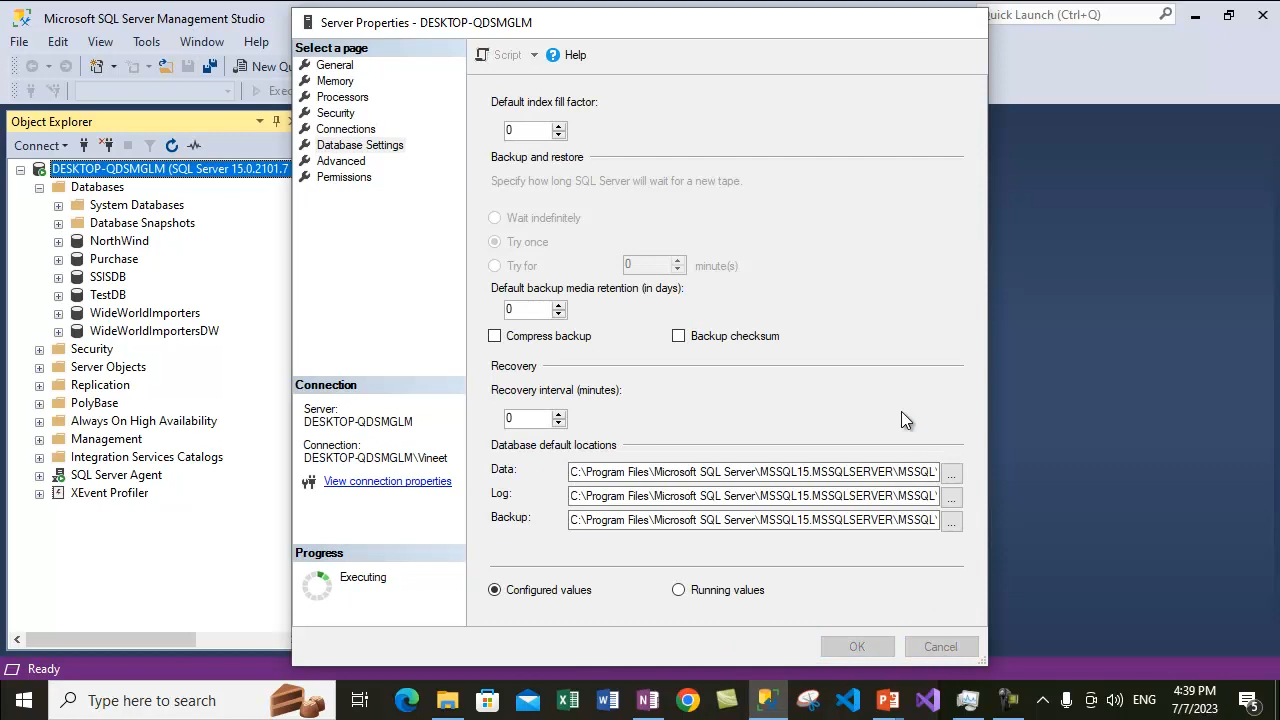 Microsoft SQL Server Management Studio
Server Properties - DESKTOP-QDSMGLM
Quick Launch (Ctrl+Q)
File Edit View Tools Window Help
Select a page
General
Memory
Processors
Security
Connections
Database Settings
Advanced
Permissions
Script Help
New Qu
Exec
Object Explorer
Connect
DESKTOP-QDSMGLM (SQL Server 15.0.2101.7
Databases
System Databases
Database Snapshots
NorthWind
Purchase
SSISDB
TestDB
WideWorldImporters
WideWorldImportersDW
Security
Server Objects
Replication
PolyBase
Always On High Availability
Management
Integration Services Catalogs
SQL Server Agent
XEvent Profiler
Default index fill factor:
0
Backup and restore
Specify how long SQL Server will wait for a new tape.
Wait indefinitely
Try once
Try for 0 minute(s)
Default backup media retention (in days):
0
Compress backup Backup checksum
Recovery
Recovery interval (minutes):
0
Database default locations
Data: C:\Program Files\Microsoft SQL Server\MSSQL15.MSSQLSERVER\MSSQL\ ...
Log: C:\Program Files\Microsoft SQL Server\MSSQL15.MSSQLSERVER\MSSQL\ ...
Backup: C:\Program Files\Microsoft SQL Server\MSSQL15.MSSQLSERVER\MSSQL\ ...
Configured values Running values
Connection
Server:
DESKTOP-QDSMGLM
Connection:
DESKTOP-QDSMGLM\Vineet
View connection properties
Progress
Executing
OK Cancel
Ready
Type here to search
ENG
4:39 PM
7/7/2023
5